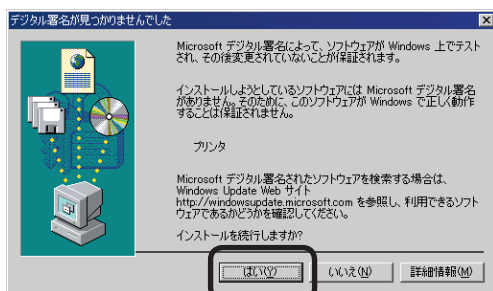 デジタル署名が見つかりませんでした
Microsoft デジタル署名によって、ソフトウェアが Windows 上でテスト
され、その後変更されていないことが保証されます。
インストールしようとしているソフトウェアには Microsoft デジタル署名
がありません。そのために、このソフトウェアが Windows で正しく動作
することは保証されません。
プリンタ
Microsoft デジタル署名されたソフトウェアを検索する場合は、
Windows Update Web サイト
http://windowsupdate.microsoft.com を参照し、利用できるソフト
ウェアであるかどうかを確認してください。
インストールを続行しますか?
はい(Y) いいえ(N) 詳細情報(M)